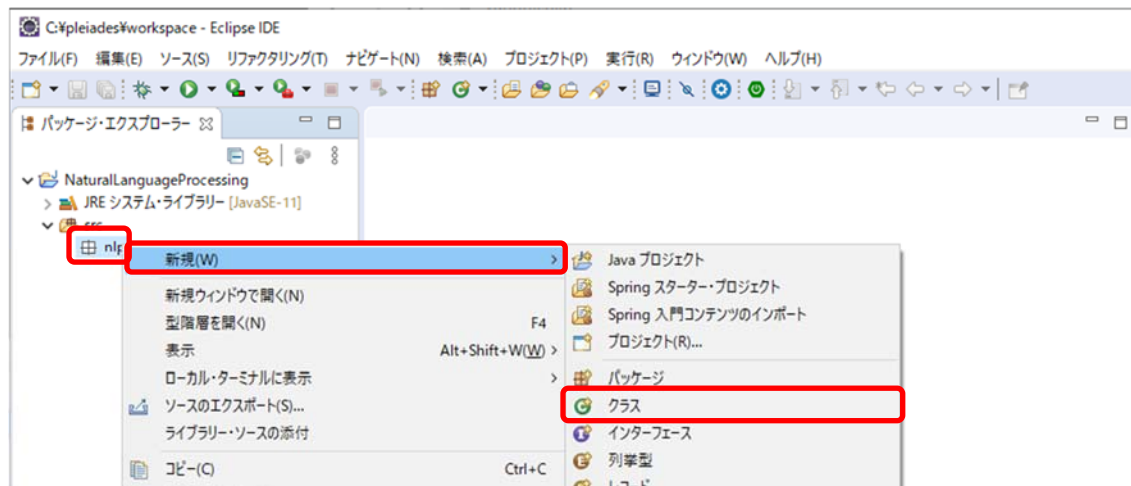 C:¥pleiades¥workspace - Eclipse IDE
ファイル(F) 編集(E) ソース(S) リファクタリング(T) ナビゲート(N) 検索(A) プロジェクト(P) 実行(R) ウィンドウ(W) ヘルプ(H)
パッケージ・エクスプローラー
NaturalLanguageProcessing
JRE システム・ライブラリー [JavaSE-11]
src
新規(W)
新規ウィンドウで開く(N)
型階層を開く(N) F4
表示 Alt+Shift+W(W) >
ローカル・ターミナルに表示
ソースのエクスポート(S)...
ライブラリー・ソースの添付
コピー(C) Ctrl+C
Java プロジェクト
Spring スターター・プロジェクト
Spring 入門コンテンツのインポート
プロジェクト(R)...
パッケージ
クラス
インターフェース
列挙型